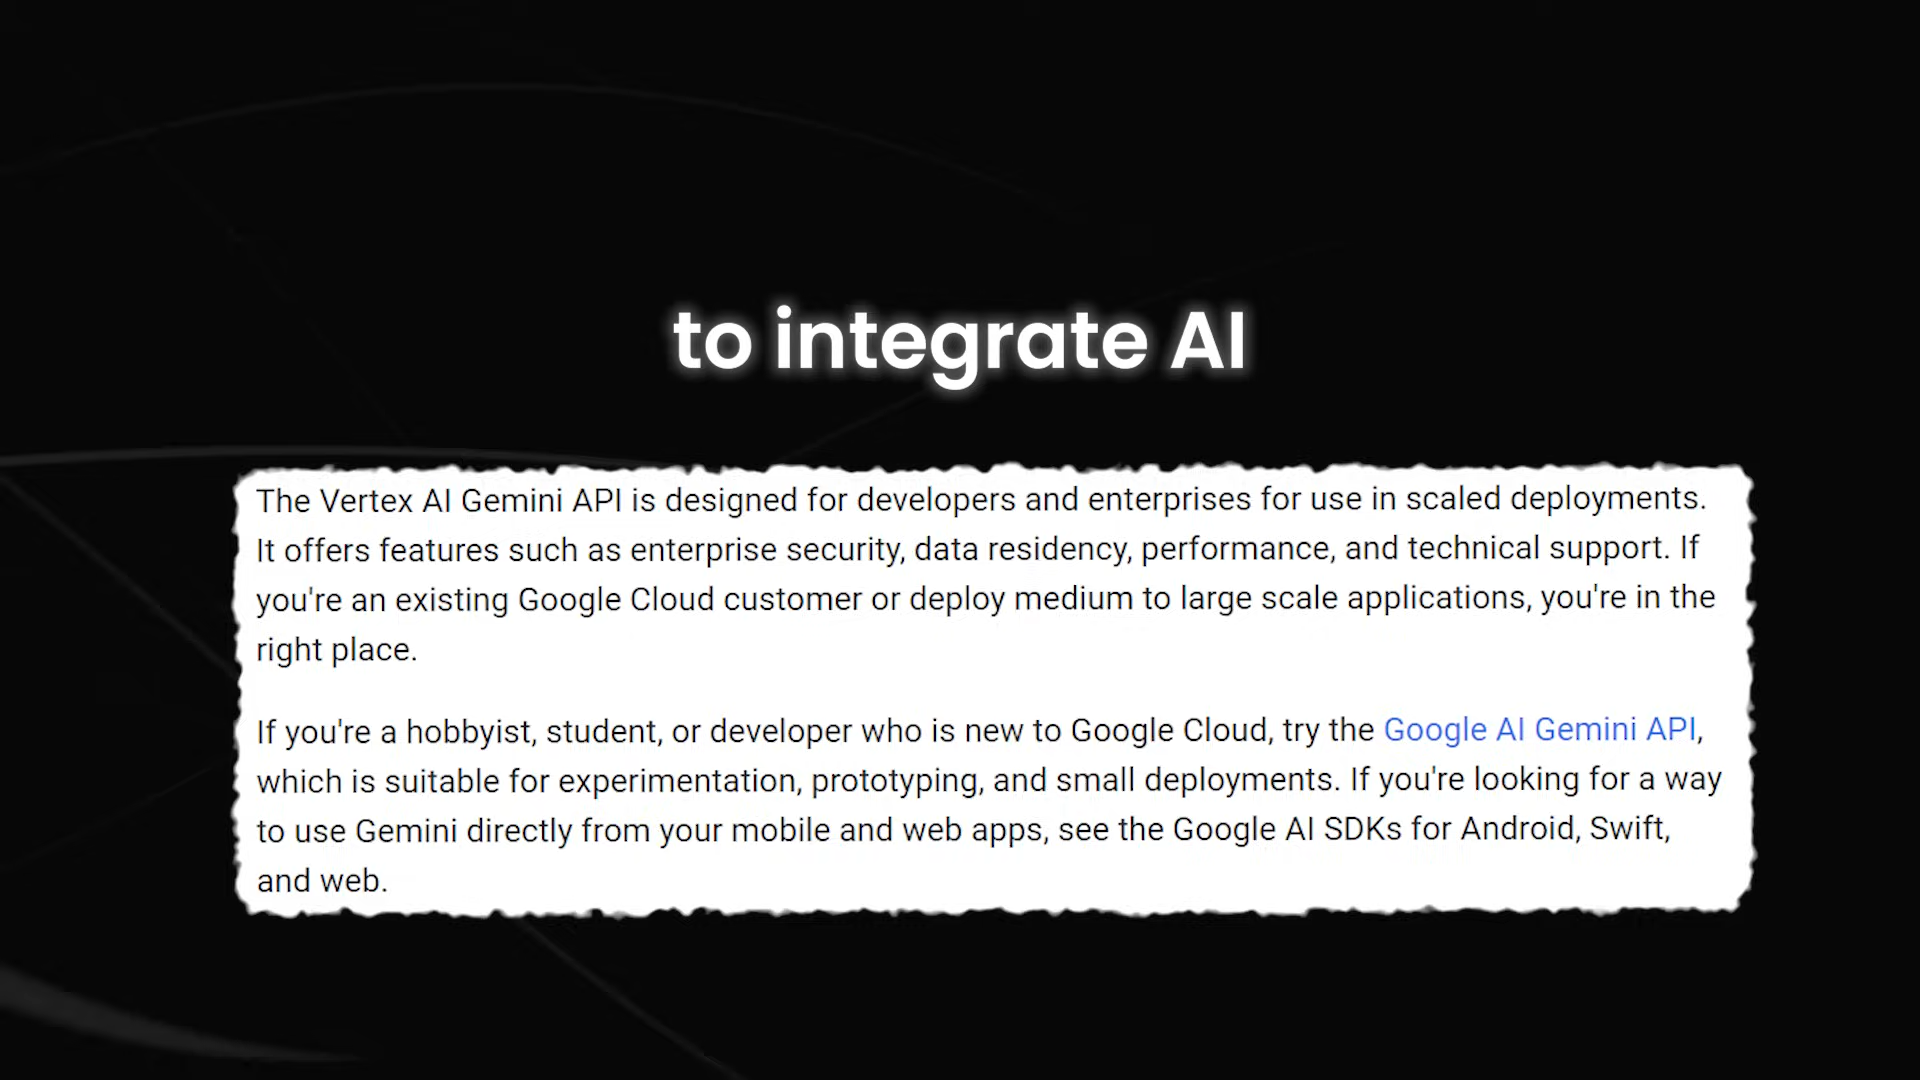 to integrate AI
The Vertex AI Gemini API is designed for developers and enterprises for use in scaled deployments.
It offers features such as enterprise security, data residency, performance, and technical support. If
you're an existing Google Cloud customer or deploy medium to large scale applications, you're in the
right place.
If you're a hobbyist, student, or developer who is new to Google Cloud, try the Google AI Gemini API,
which is suitable for experimentation, prototyping, and small deployments. If you're looking for a way
to use Gemini directly from your mobile and web apps, see the Google AI SDKs for Android, Swift,
and web.